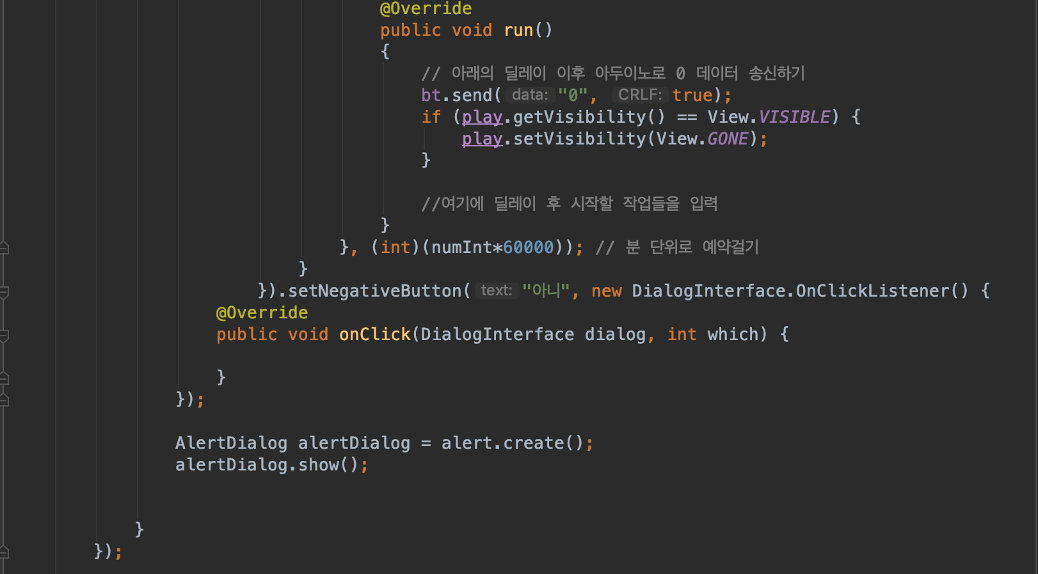 @Override
public void run()
{
// 아래의 딜레이 이후 아두이노로 0 데이터 송신하기
bt.send( data: "0", CRLF: true);
if (play.getVisibility() == View.VISIBLE) {
play.setVisibility(View.GONE);
}
//여기에 딜레이 후 시작할 작업들을 입력
}
}, (int)(numInt*60000)); // 분 단위로 예약걸기
}
}).setNegativeButton( text: "아니", new DialogInterface.OnClickListener() {
@Override
public void onClick(DialogInterface dialog, int which) {
}
});
AlertDialog alertDialog = alert.create();
alertDialog.show();
}
});